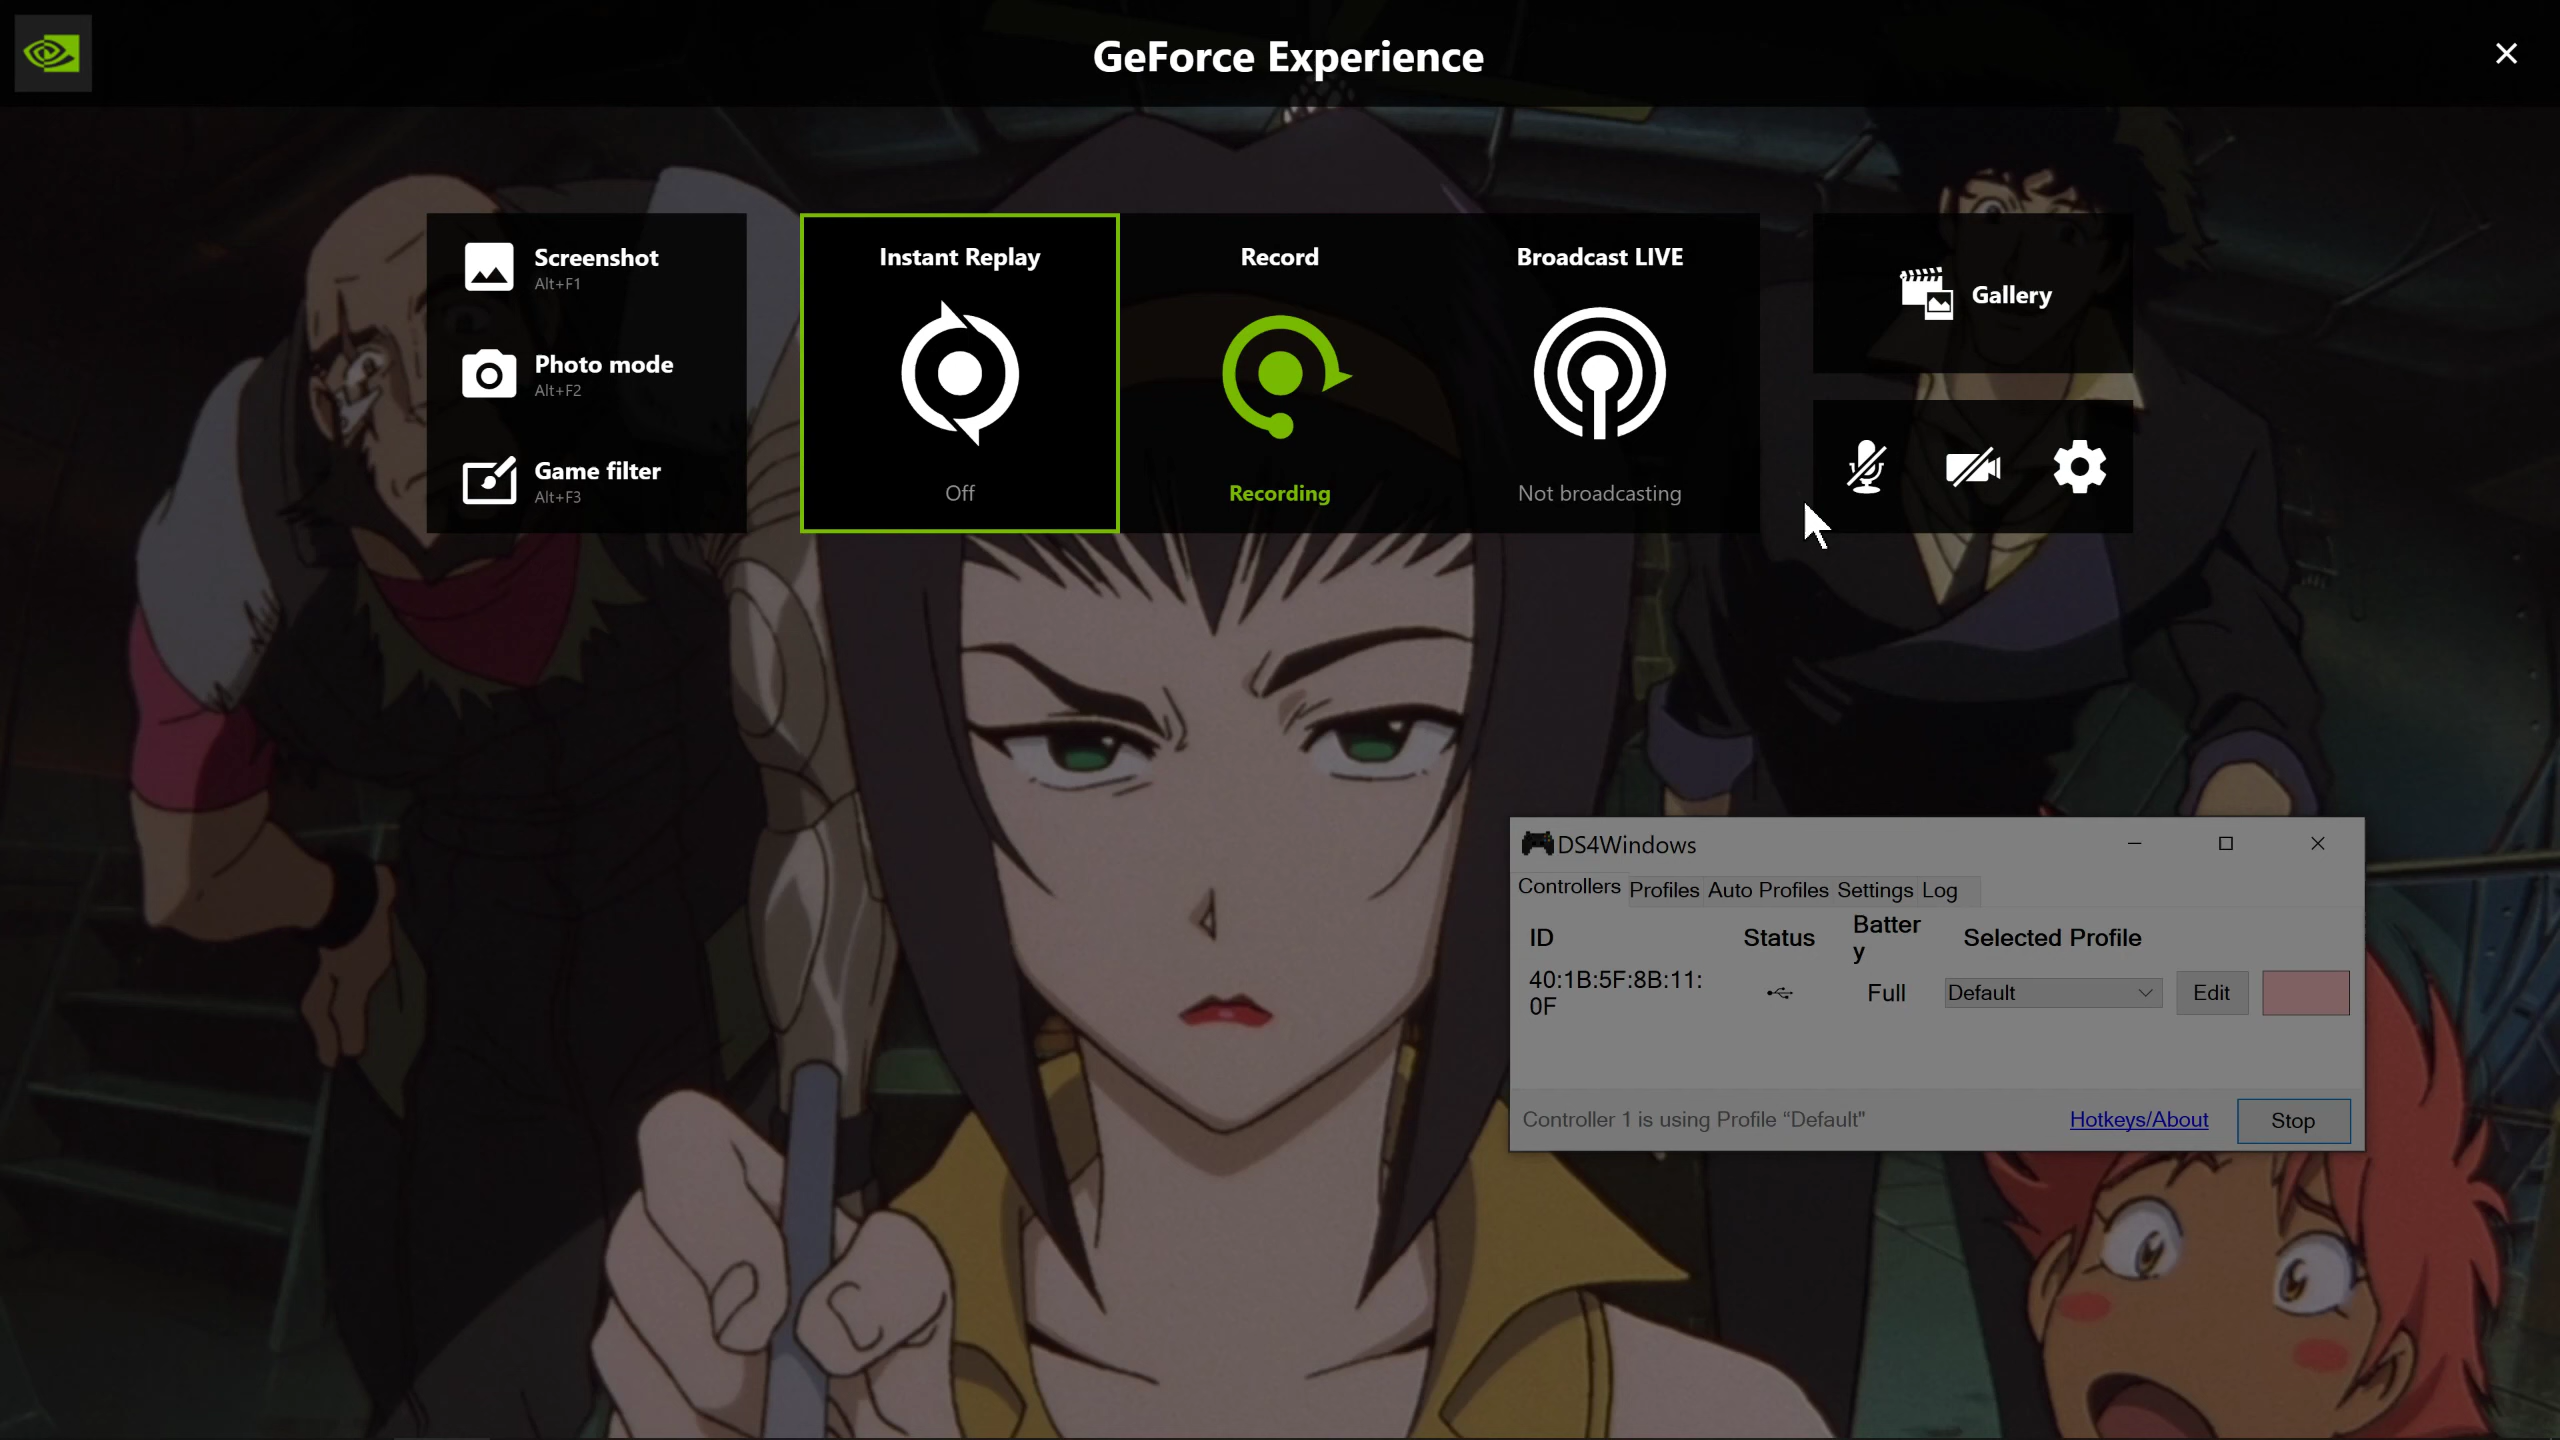 GeForce Experience
Screenshot
Alt+F1
Photo mode
Alt+F2
Game filter
Alt+F3
Instant Replay
Off
Record
Recording
Broadcast LIVE
Not broadcasting
Gallery
DS4Windows
Controllers Profiles Auto Profiles Settings Log
ID Status Batter
y Selected Profile
40:1B:5F:8B:11:
0F Full Default Edit
Controller 1 is using Profile “Default" Hotkeys/About Stop